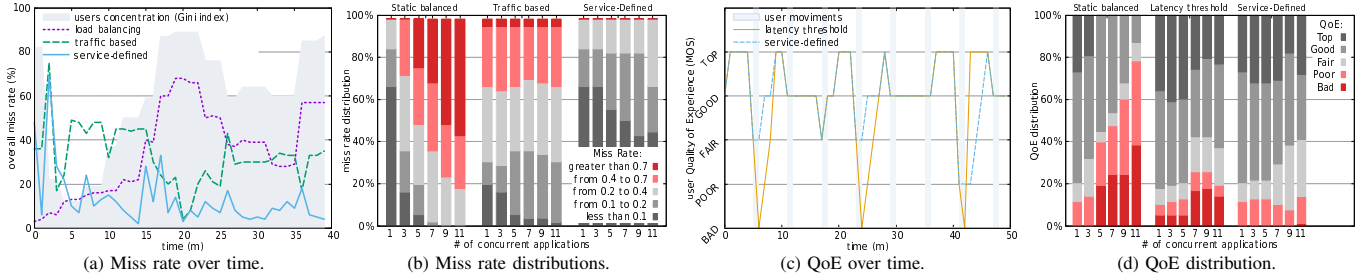 users concentration (Gini index)
load balancing
traffic based
service-defined
overall miss rate (%)
100
80
60
40
20
0
0 5 10 15 20 25 30 35 40
time (m)
(a) Miss rate over time.
Static balanced Traffic based Service-Defined
miss rate distribution
100%
80%
60%
40%
20%
0%
Miss Rate:
greater than 0.7
from 0.4 to 0.7
from 0.2 to 0.4
from 0.1 to 0.2
less than 0.1
1 3 5 7 9 11 1 3 5 7 9 11 1 3 5 7 9 11
# of concurrent applications
(b) Miss rate distributions.
user moviments
latency threshold
service-defined
user Quality of Experience (MOS)
TOP
GOOD
FAIR
POOR
BAD
0 10 20 30 40 50
time (m)
(c) QoE over time.
Static balanced Latency threshold Service-Defined
QoE distribution
100%
80%
60%
40%
20%
0%
QoE:
Top
Good
Fair
Poor
Bad
1 3 5 7 9 11 1 3 5 7 9 11 1 3 5 7 9 11
# of concurrent applications
(d) QoE distribution.